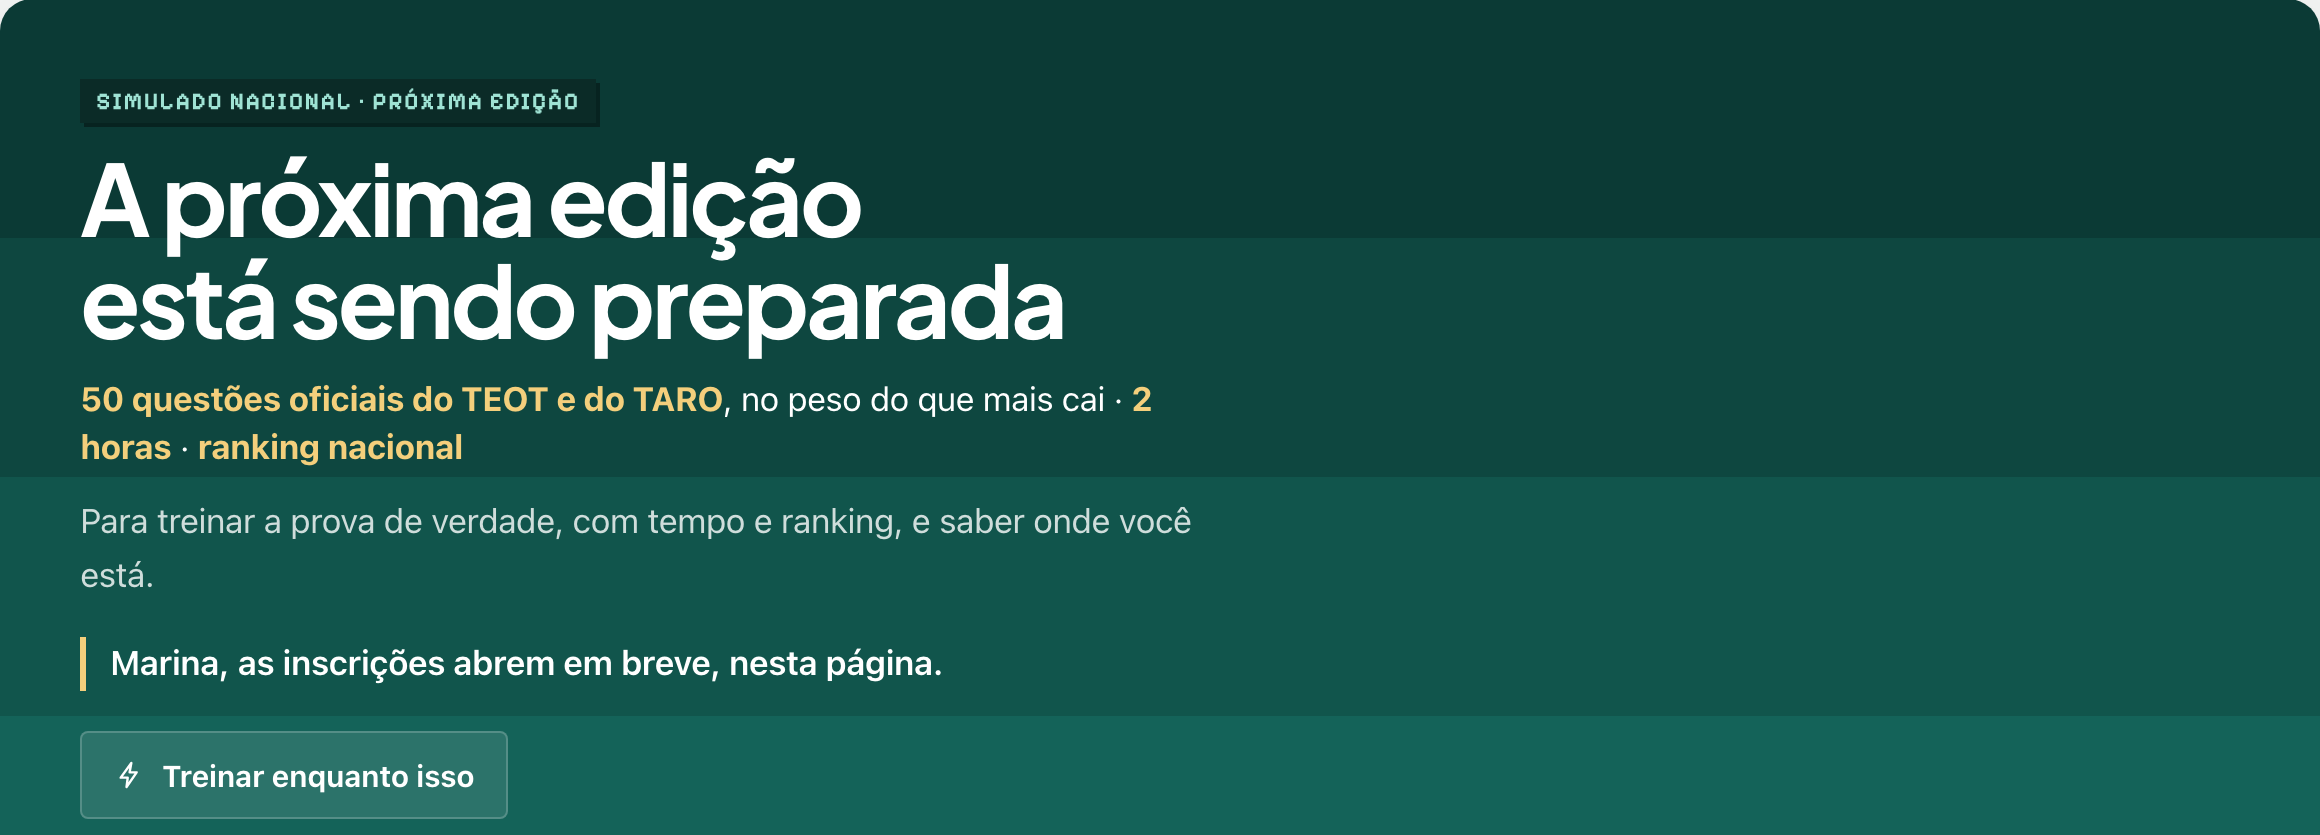 SIMULADO NACIONAL · PRÓXIMA EDIÇÃO
A próxima edição
está sendo preparada
50 questões oficiais do TEOT e do TARO, no peso do que mais cai · 2
horas · ranking nacional
Para treinar a prova de verdade, com tempo e ranking, e saber onde você
está.
Marina, as inscrições abrem em breve, nesta página.
Treinar enquanto isso